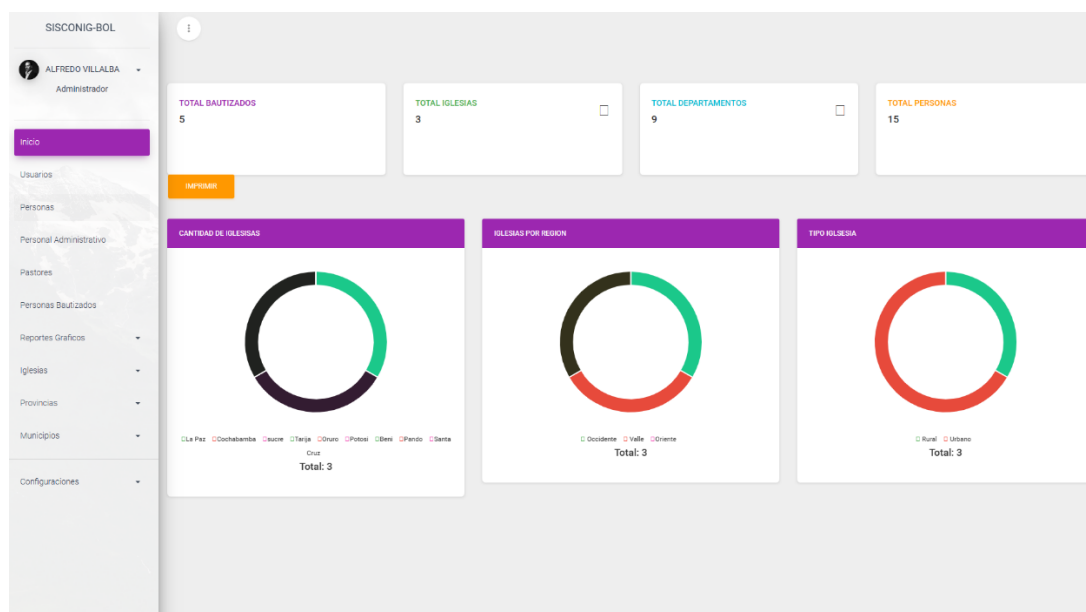 SISCONIG-BOL
ALFREDO VILLALBA
Administrador
Inicio
Usuarios
Personas
Personal Administrativo
Pastores
Personas Bautizados
Reportes Graficos
Iglesias
Provincias
Municipios
Configuraciones
TOTAL BAUTIZADOS
5
TOTAL IGLESIAS
3
TOTAL DEPARTAMENTOS
9
TOTAL PERSONAS
15
IMPRIMIR
CANTIDAD DE IGLESISAS
La Paz Cochabamba sucre Tarija Oruro Potosi Beni Pando Santa
Cruz
Total: 3
IGLESIAS POR REGION
Occidente Valle Oriente
Total: 3
TIPO IGLSESIA
Rural Urbano
Total: 3